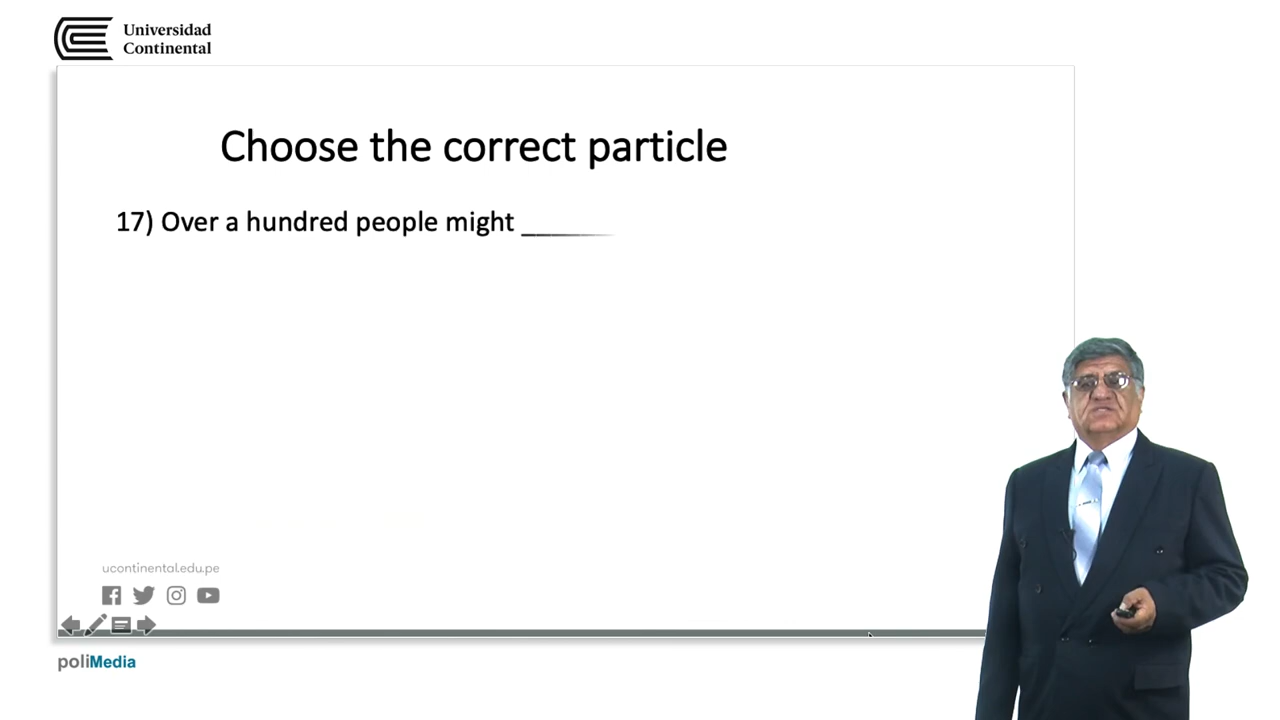 Universidad
Continental
Choose the correct particle
17) Over a hundred people might ______
ucontinental.edu.pe
poliMedia